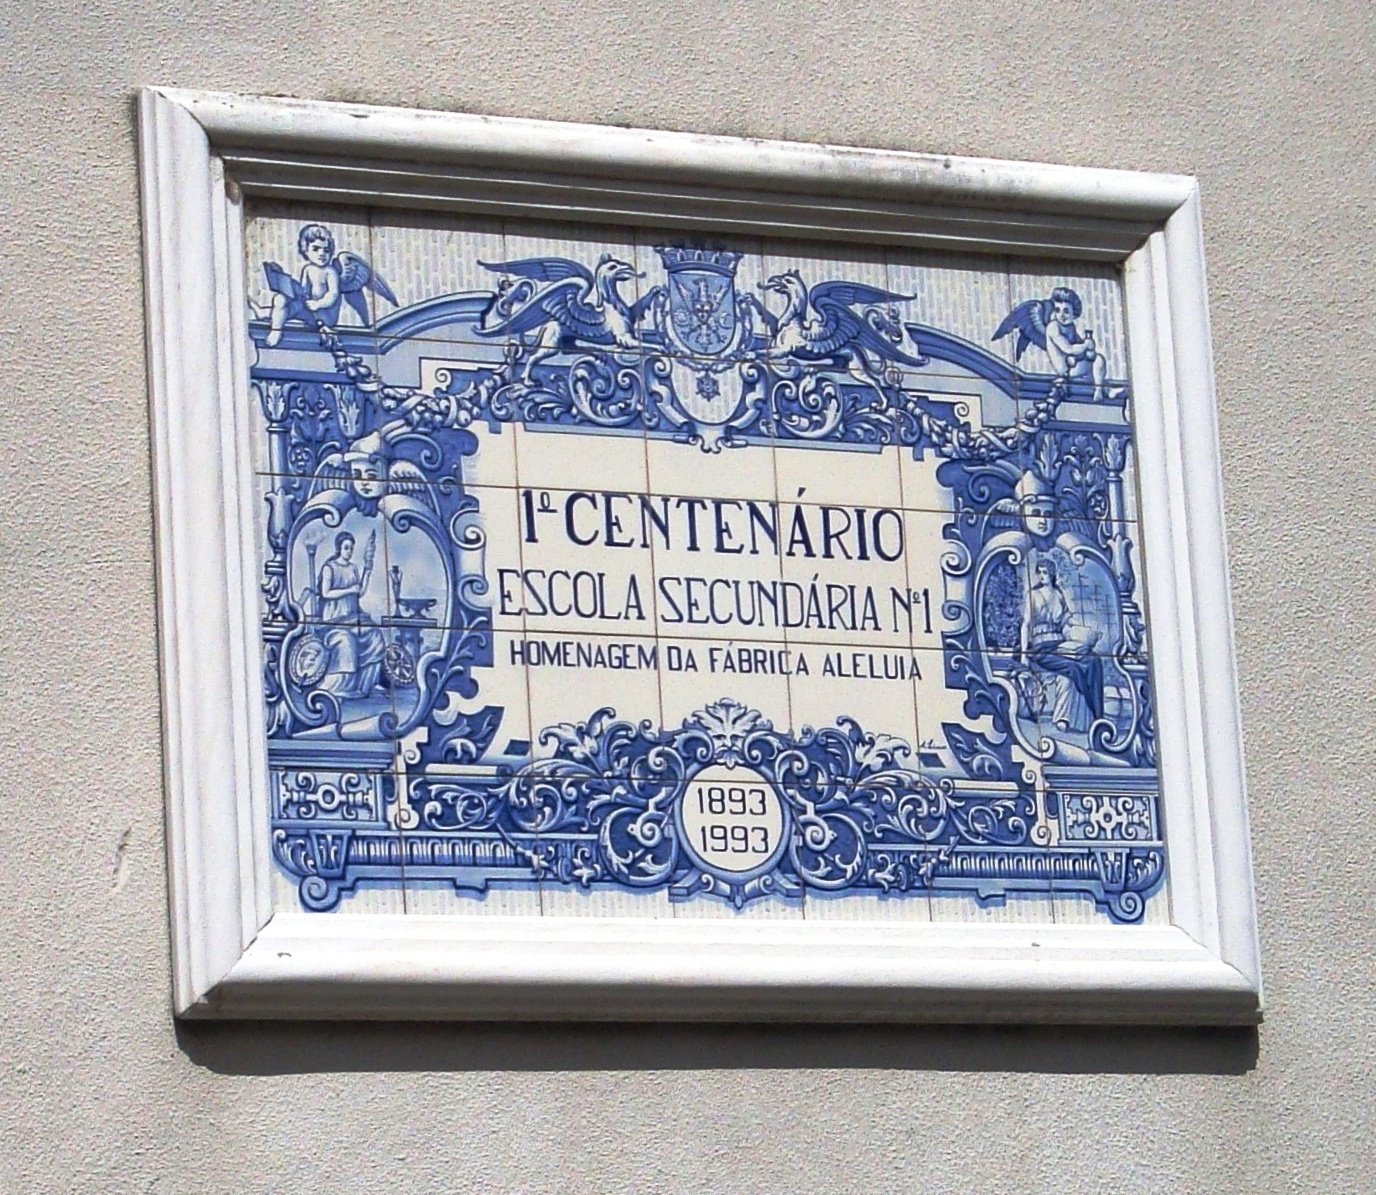 1º CENTENÁRIO
ESCOLA SECUNDÁRIA Nº1
HOMENAGEM DA FÁBRICA ALELUIA
1893
1993